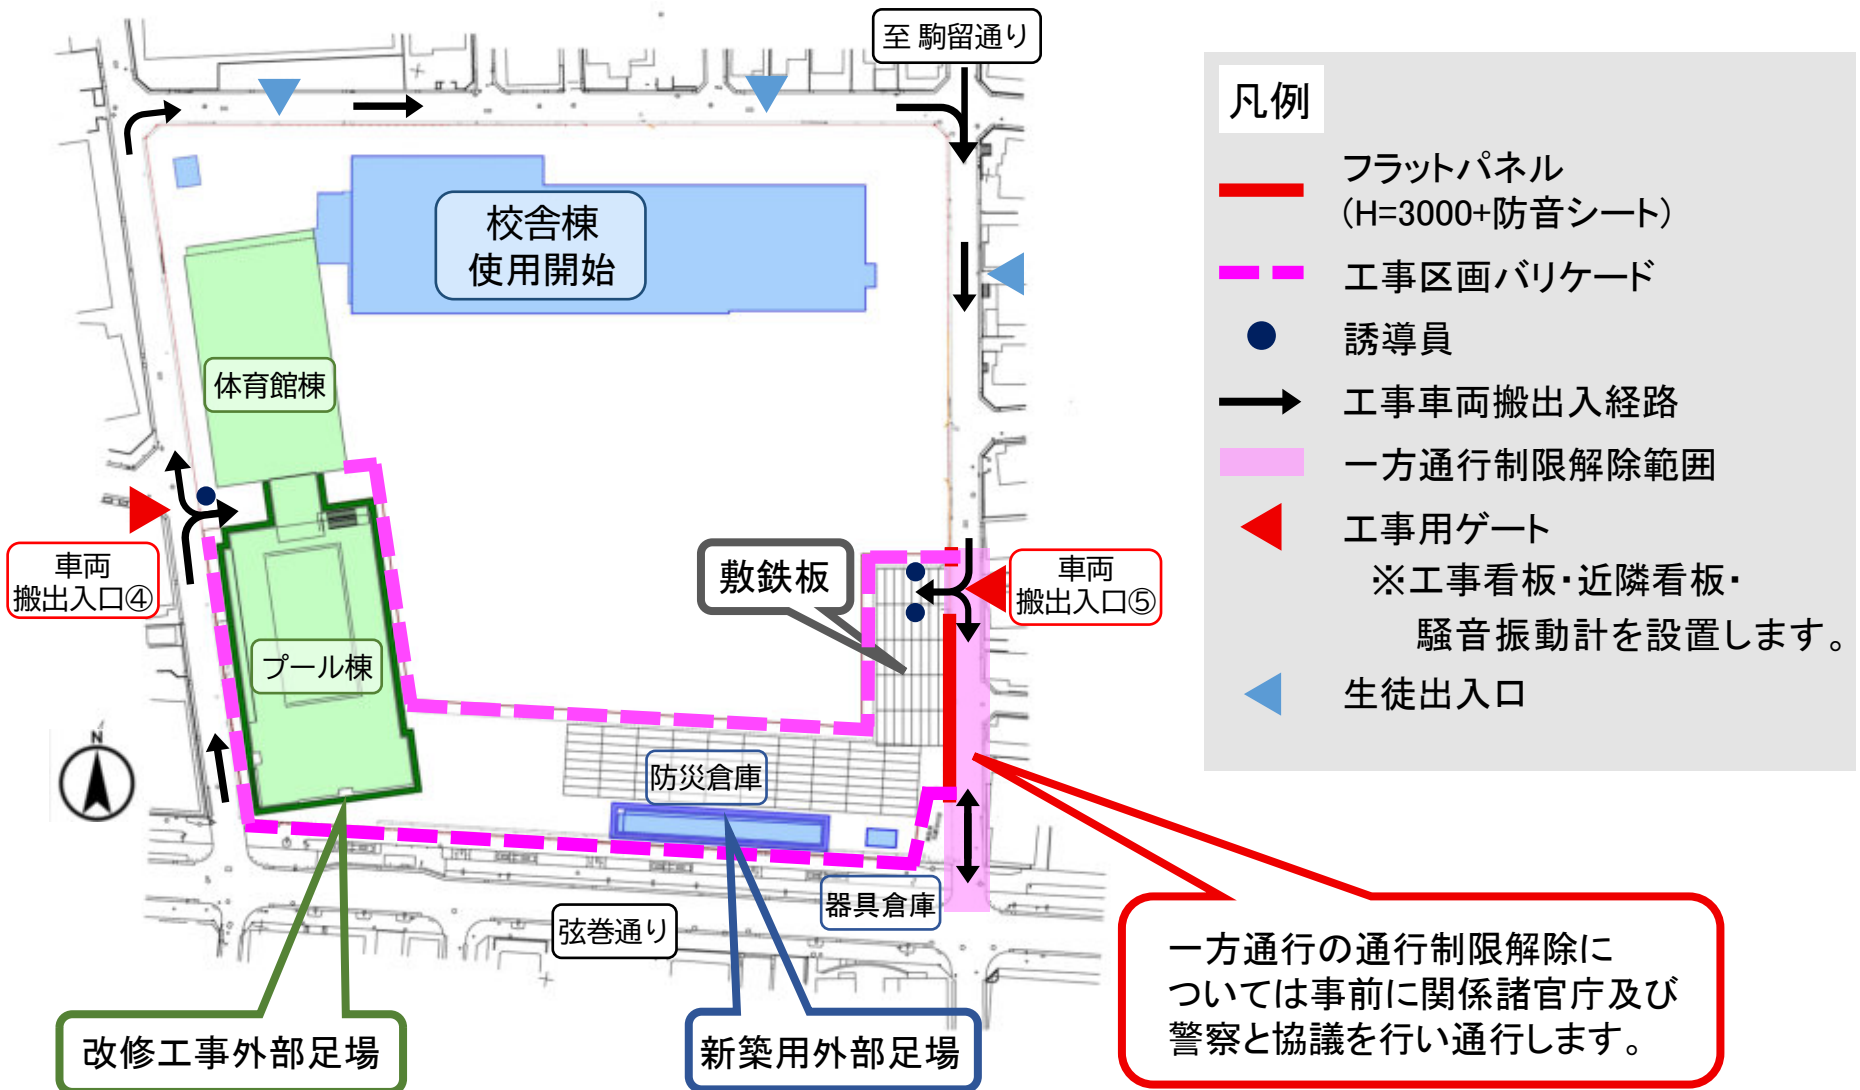 至 駒留通り
凡例
フラットパネル
(H=3000+防音シート)
工事区画バリケード
誘導員
工事車両搬出入経路
一方通行制限解除範囲
工事用ゲート
※工事看板・近隣看板・
騒音振動計を設置します。
生徒出入口
校舎棟
使用開始
体育館棟
車両
搬出入口④
敷鉄板
車両
搬出入口⑤
プール棟
N
防災倉庫
器具倉庫
弦巻通り
改修工事外部足場
新築用外部足場
一方通行の通行制限解除に
ついては事前に関係諸官庁及び
警察と協議を行い通行します。